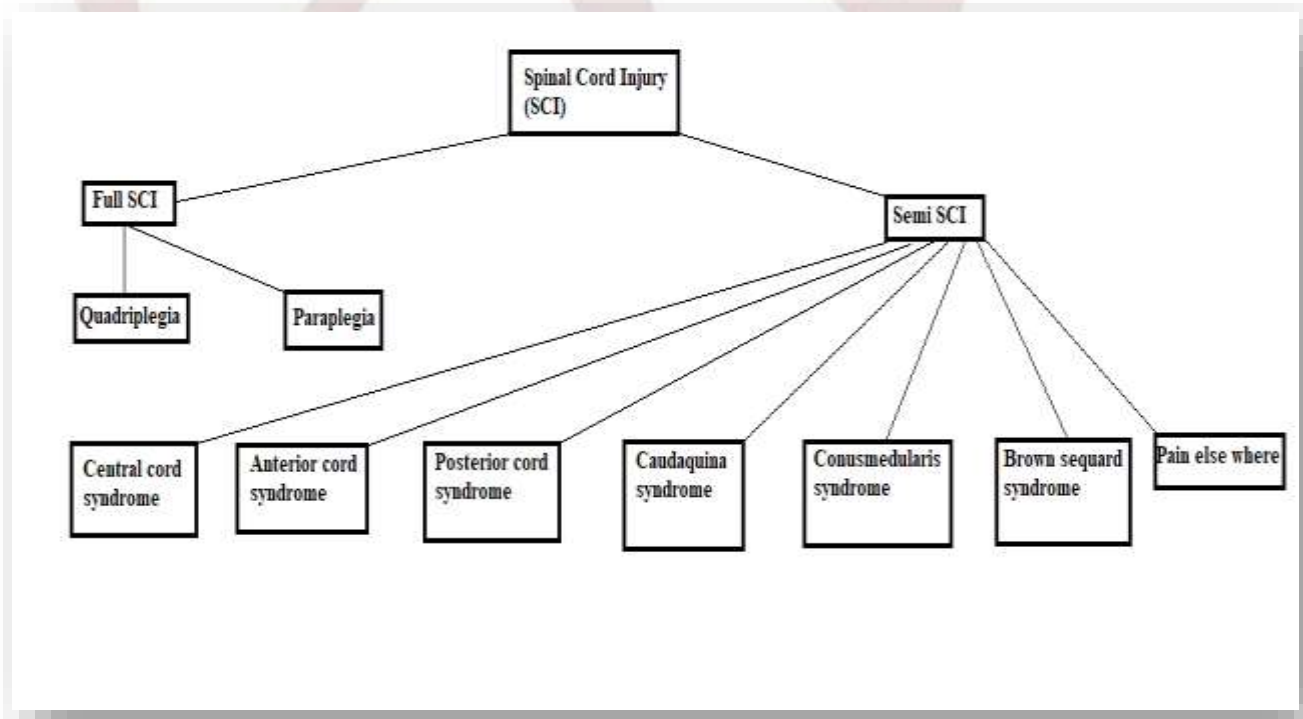 Spinal Cord Injury
(SCI)
Full SCI
Semi SCI
Quadriplegia
Paraplegia
Central cord
syndrome
Anterior cord
syndrome
Posterior cord
syndrome
Caudaquina
syndrome
Conusmedularis
syndrome
Brown sequard
syndrome
Pain else where